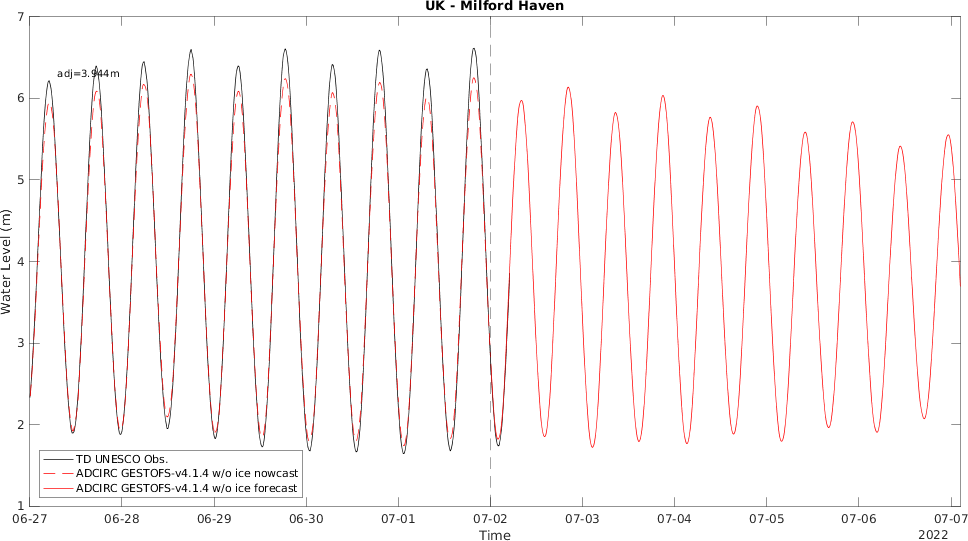 UK - Milford Haven
7
adj=3.944m
6
5
4
3
2
1
Water Level (m)
TD UNESCO Obs.
ADCIRC GESTOFS-v4.1.4 w/o ice nowcast
ADCIRC GESTOFS-v4.1.4 w/o ice forecast
06-27 06-28 06-29 06-30 07-01 07-02 07-03 07-04 07-05 07-06 07-07
Time
2022